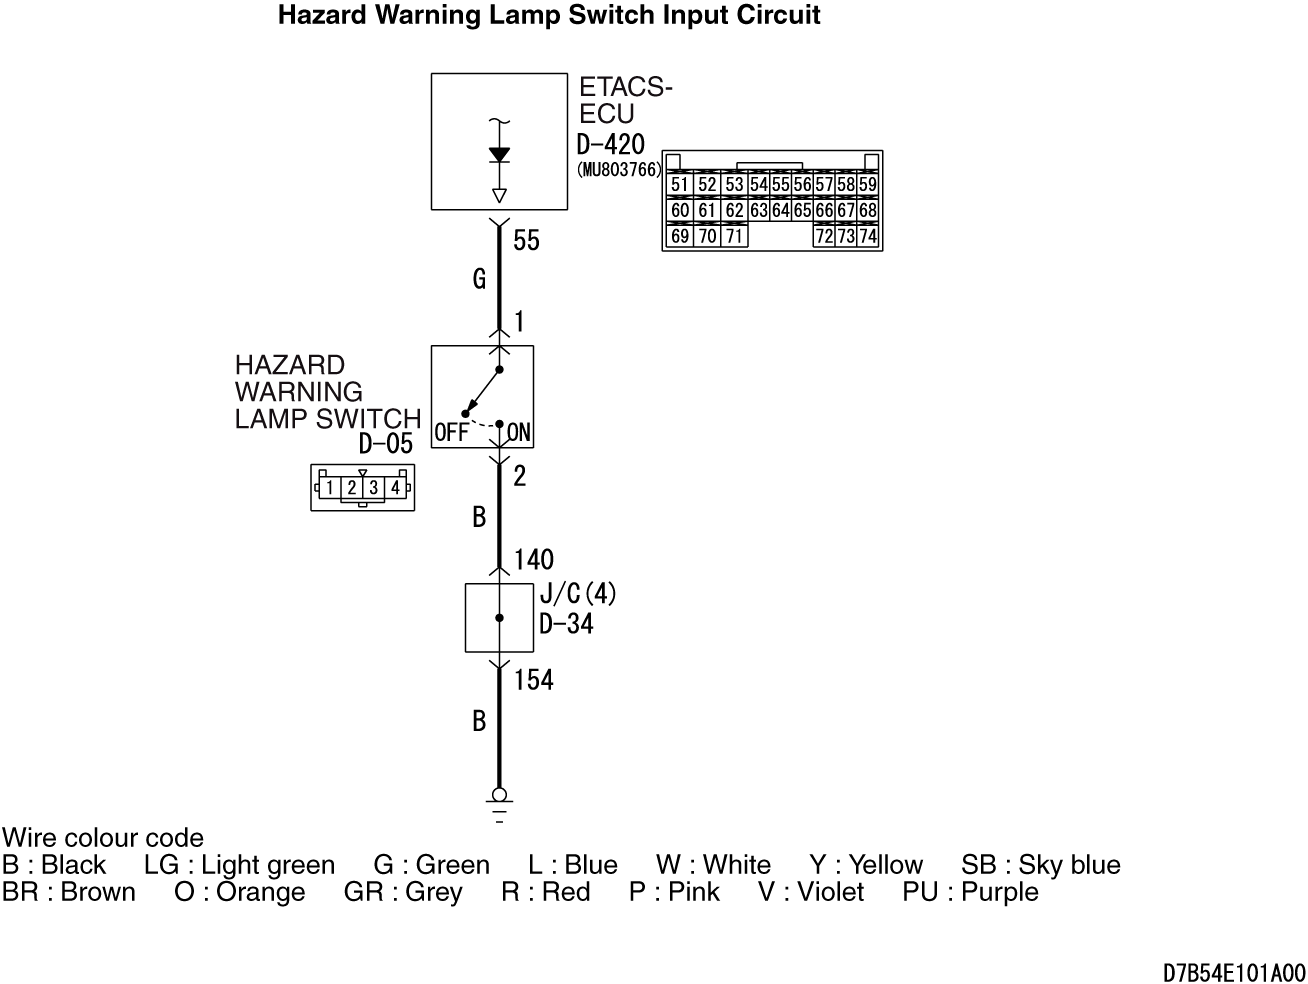 Hazard Warning Lamp Switch Input Circuit
ETACS-
ECU
D-420
(MU803766)
51 52 53 54 55 56 57 58 59
60 61 62 63 64 65 66 67 68
69 70 71 72 73 74
55
G
1
HAZARD
WARNING
LAMP SWITCH
D-05
OFF ON
1 2 3 4
2
B
140
J/C(4)
D-34
154
B
Wire colour code
B : Black LG : Light green G : Green L : Blue W : White Y : Yellow SB : Sky blue
BR : Brown O : Orange GR : Grey R : Red P : Pink V : Violet PU : Purple
D7B54E101A00